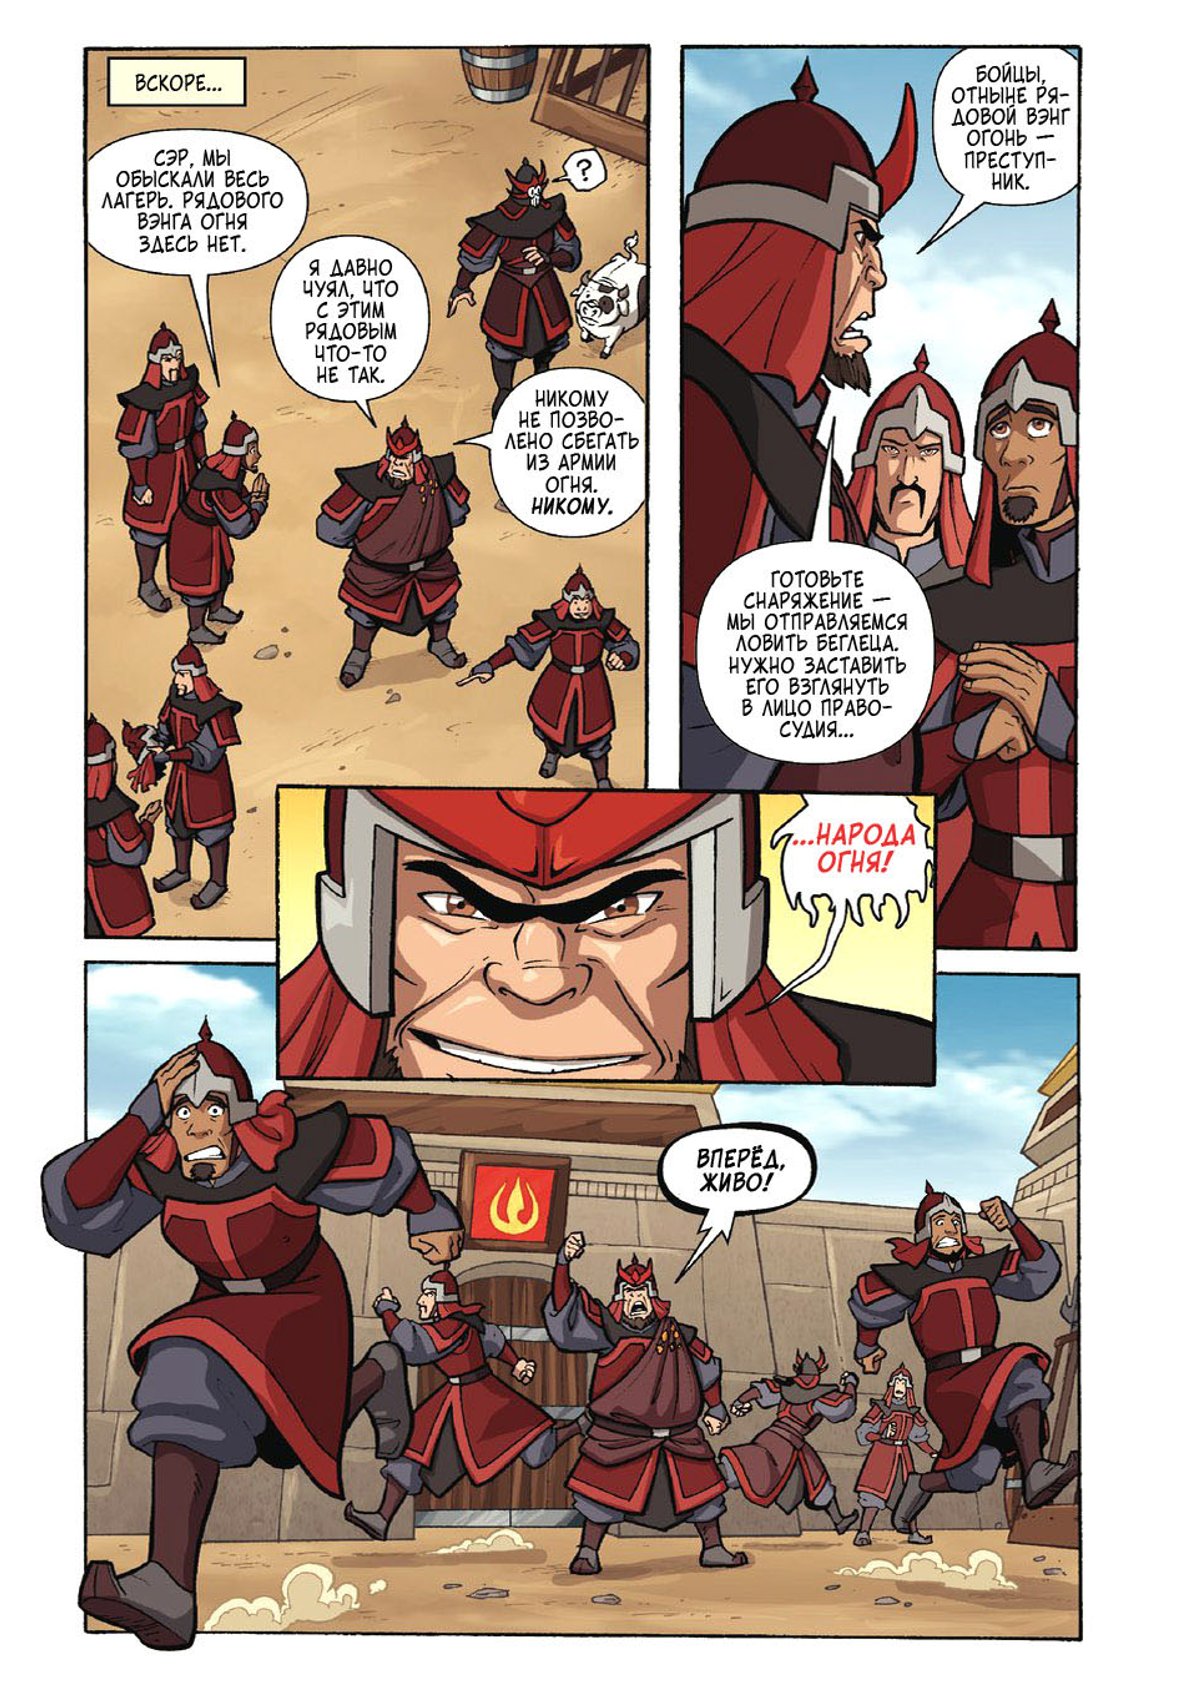 ВСКОРЕ...
СЭР, МЫ
ОБЫСКАЛИ ВЕСЬ
ЛАГЕРЬ. РЯДОВОГО
ВЭНГА ОГНЯ
ЗДЕСЬ НЕТ.
?
Я ДАВНО
ЧУЯЛ, ЧТО
С ЭТИМ
РЯДОВЫМ
ЧТО-ТО
НЕ ТАК.
НИКОМУ
НЕ ПОЗВО-
ЛЕНО СБЕГАТЬ
ИЗ АРМИИ
ОГНЯ.
НИКОМУ.
БОЙЦЫ,
ОТНЫНЕ РЯ-
ДОВОЙ ВЭНГ
ОГОНЬ —
ПРЕСТУП-
НИК.
ГОТОВЬТЕ
СНАРЯЖЕНИЕ —
МЫ ОТПРАВЛЯЕМСЯ
ЛОВИТЬ БЕГЛЕЦА.
НУЖНО ЗАСТАВИТЬ
ЕГО ВЗГЛЯНУТЬ
В ЛИЦО ПРАВО-
СУДИЯ...
...НАРОДА
ОГНЯ!
ВПЕРЁД,
ЖИВО!